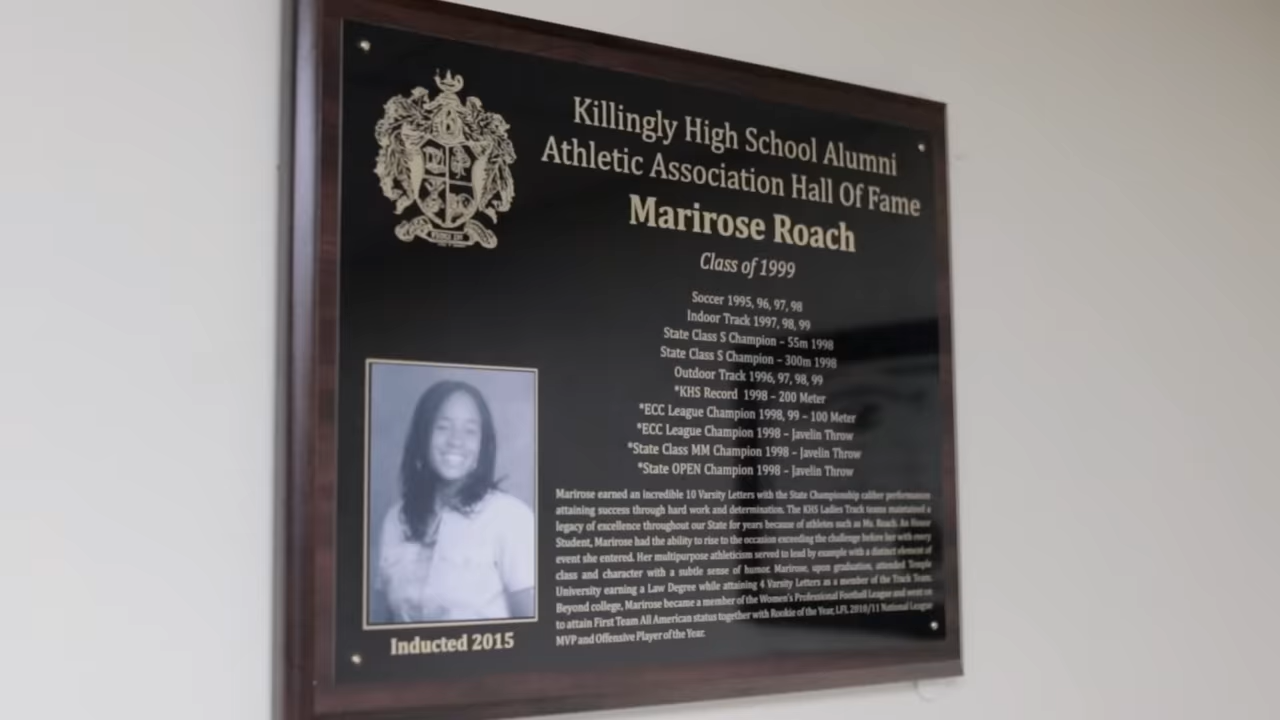 Killingly High School Alumni
Athletic Association Hall Of Fame
Marirose Roach
Class of 1999
Soccer 1995, 96, 97, 98
Indoor Track 1997, 98, 99
State Class S Champion – 55m 1998
State Class S Champion – 300m 1998
Outdoor Track 1996, 97, 98, 99
*KHS Record 1998 – 200 Meter
*ECC League Champion 1998, 99 – 100 Meter
*ECC League Champion 1998 – Javelin Throw
*State Class MM Champion 1998 – Javelin Throw
*State OPEN Champion 1998 – Javelin Throw
Marirose earned an incredible 10 Varsity Letters with the State Championship caliber performance
attaining success through hard work and determination. The KHS Ladies Track teams maintained a
legacy of excellence throughout our State for years because of athletes such as Ms. Roach. An Honor
Student, Marirose had the ability to rise to the occasion exceeding the challenge before her with every
event she entered. Her multipurpose athleticism served to lead by example with a distinct element of
class and character with a subtle sense of humor. Marirose, upon graduation, attended Temple
University earning a Law Degree while attaining 4 Varsity Letters as a member of the Track Team.
Beyond college, Marirose became a member of the Women's Professional Football League and went on
to attain First Team All American status together with Rookie of the Year, LFL 2010/11 National League
MVP and Offensive Player of the Year.
Inducted 2015